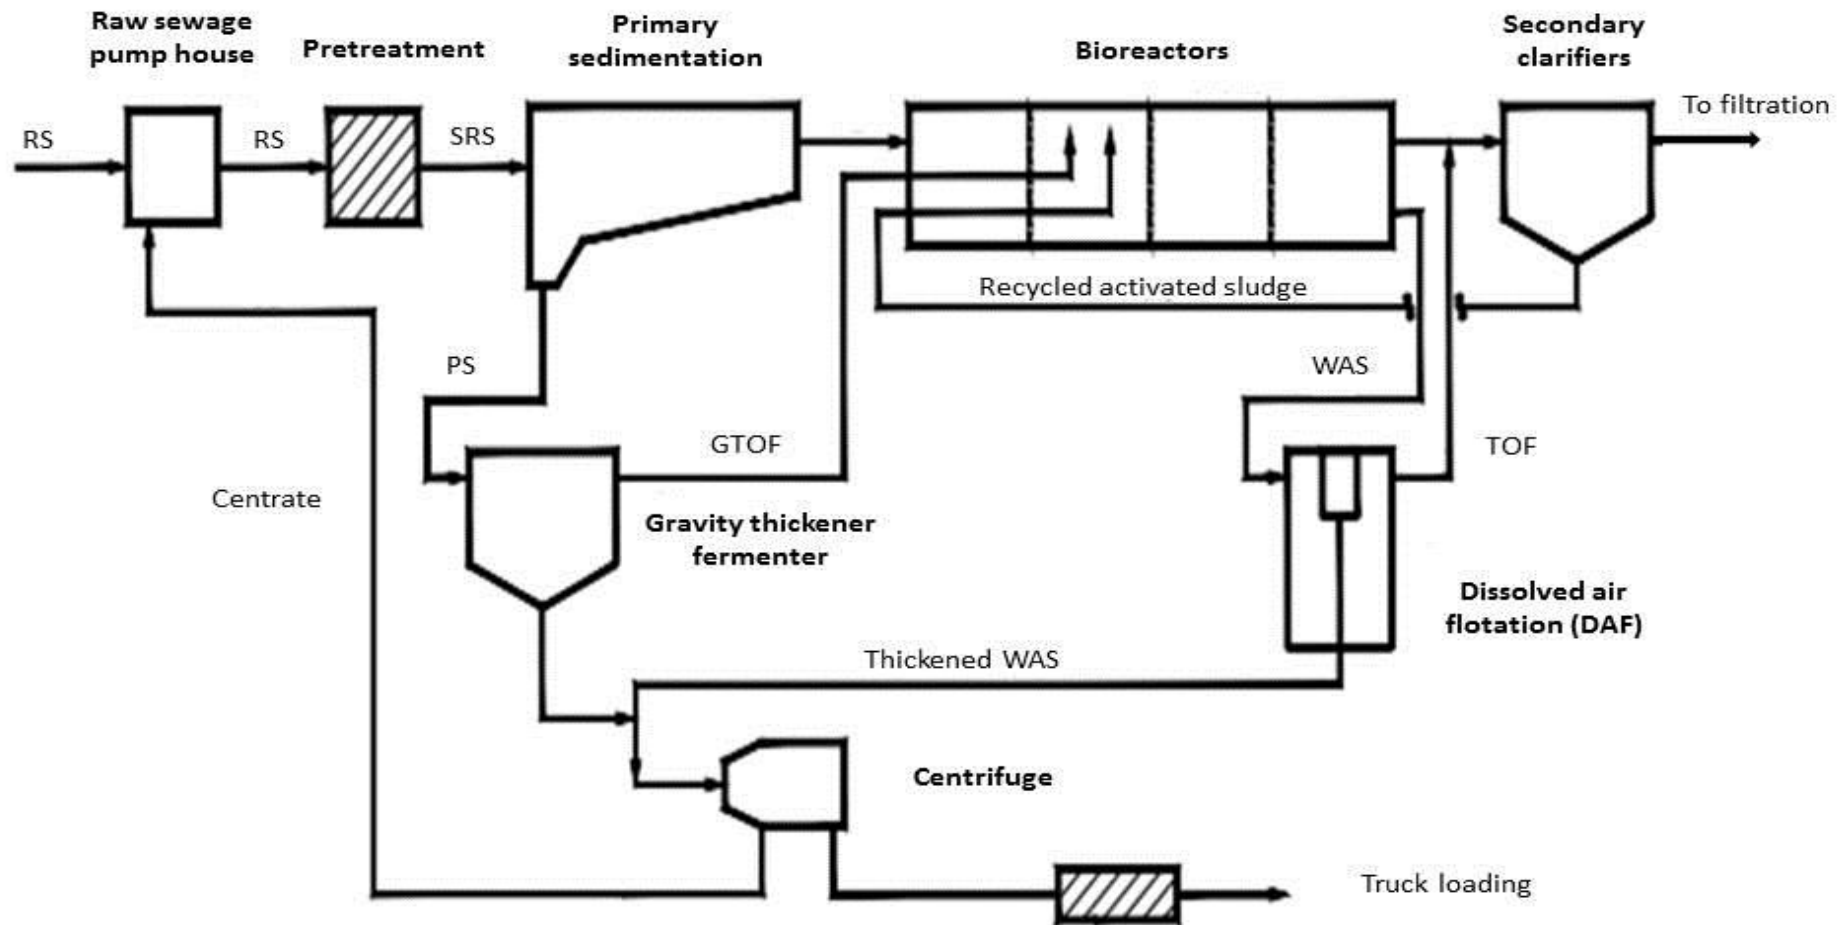 Raw sewage
pump house
Pretreatment
Primary
sedimentation
Bioreactors
Secondary
clarifiers
To filtration
RS
RS
SRS
Recycled activated sludge
PS
WAS
GTOF
TOF
Centrate
Gravity thickener
fermenter
Dissolved air
flotation (DAF)
Thickened WAS
Centrifuge
Truck loading